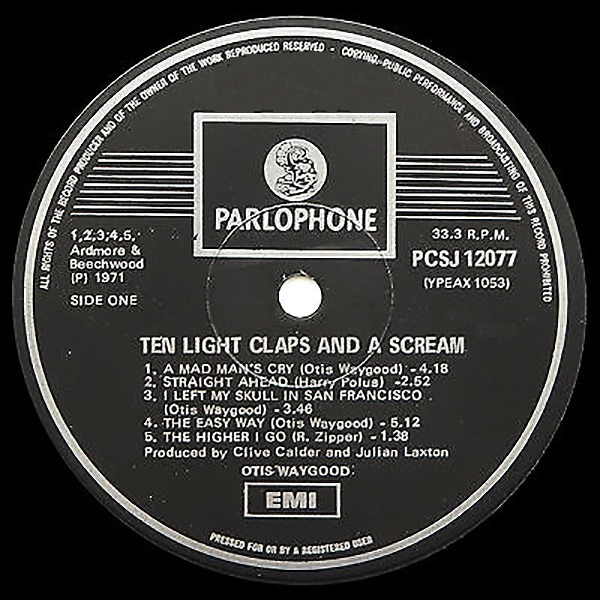 ALL RIGHTS OF THE RECORD PRODUCER AND OF THE OWNER OF THE WORK REPRODUCED RESERVED - COPYING, PUBLIC PERFORMANCE AND BROADCASTING OF THIS RECORD PROHIBITED
PARLOPHONE
1,2,3,4,5,
Ardmore &
Beechwood
(P) 1971
SIDE ONE
33.3 R.P.M.
PCSJ 12077
(YPEAX 1053)
TEN LIGHT CLAPS AND A SCREAM
1. A MAD MAN'S CRY (Otis Waygood) - 4.18
2. STRAIGHT AHEAD (Harry Polus) -2.52
3. I LEFT MY SKULL IN SAN FRANCISCO
(Otis Waygood) - 3.46
4. THE EASY WAY (Otis Waygood) - 5.12
5. THE HIGHER I GO (R. Zipper) - 1.38
Produced by Clive Calder and Julian Laxton
OTIS WAYGOOD
EMI
PRESSED FOR OR BY A REGISTERED USER